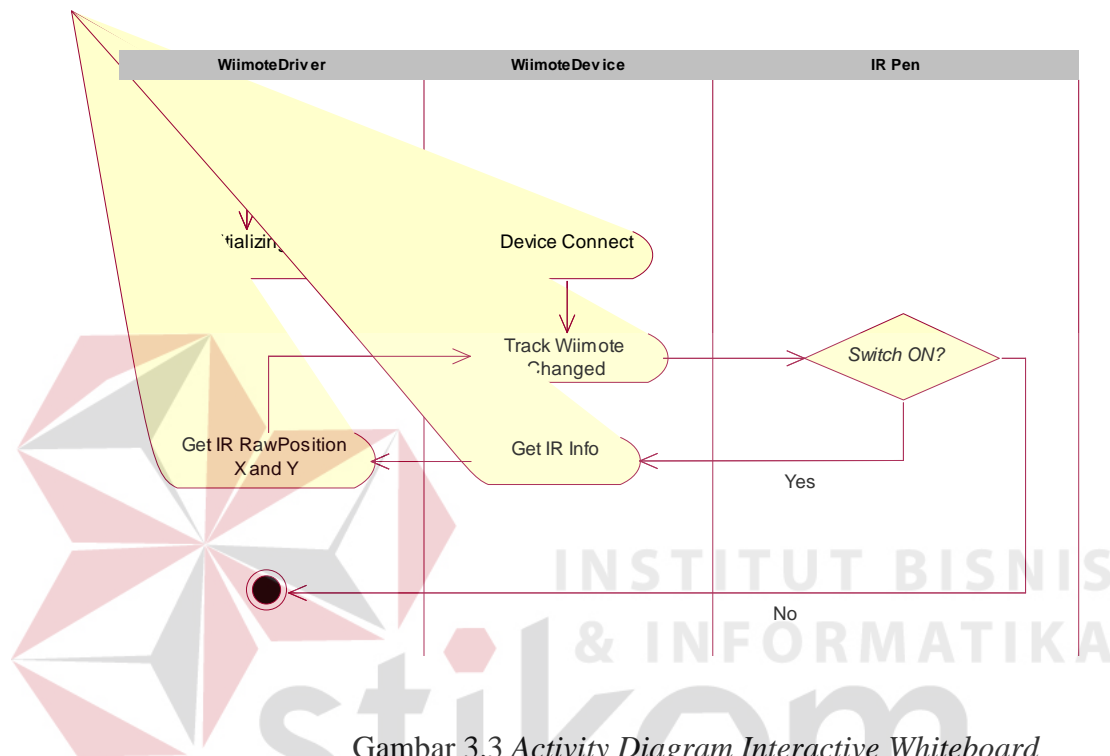 WiimoteDriver WiimoteDevice IR Pen
Device Connect
Track Wiimote
Changed
Switch ON?
Get IR RawPosition
X and Y
Get IR Info
Yes
No
INSTITUT BISNIS
& INFORMATIKA
stikom
Gambar 3.3 Activity Diagram Interactive Whiteboard